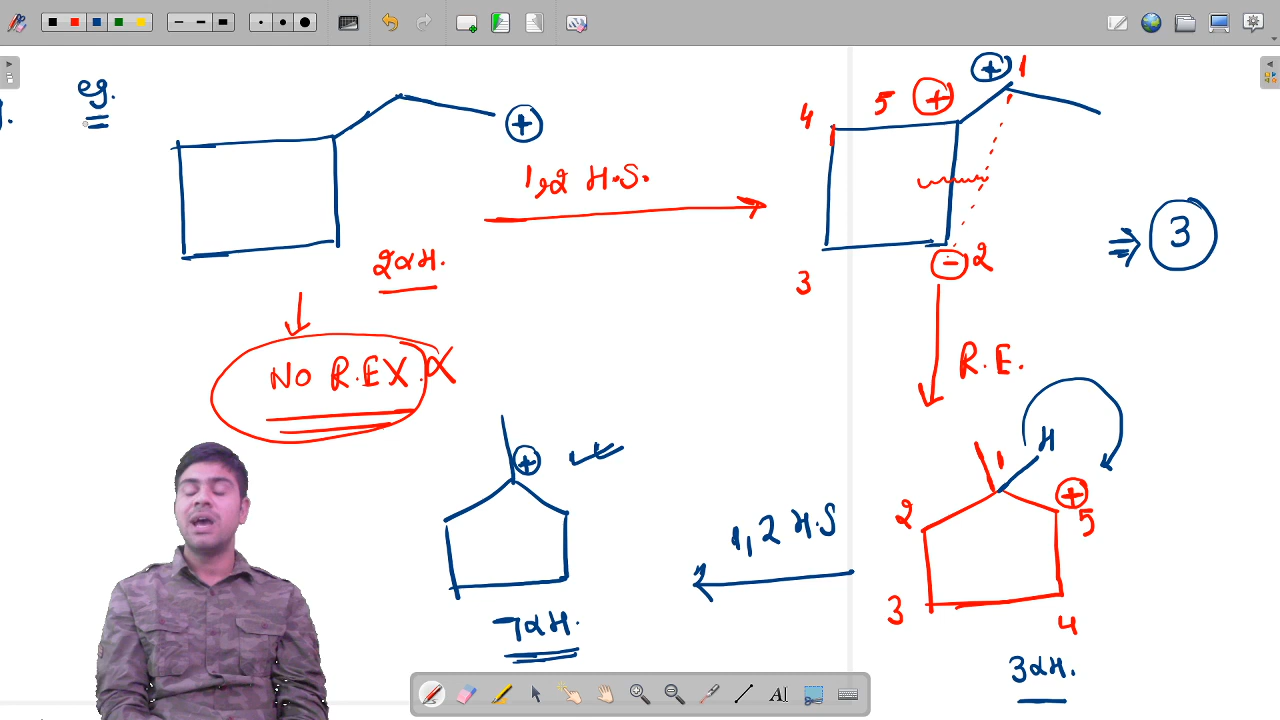 eg.
1,2 H.S.
2αH.
NO R.EX.
4
5
+
+
1
3
- 2
⇒ 3
R.E.
+
1,2 H.S
7αH.
1
H
+
2
5
3
4
3αH.
AI